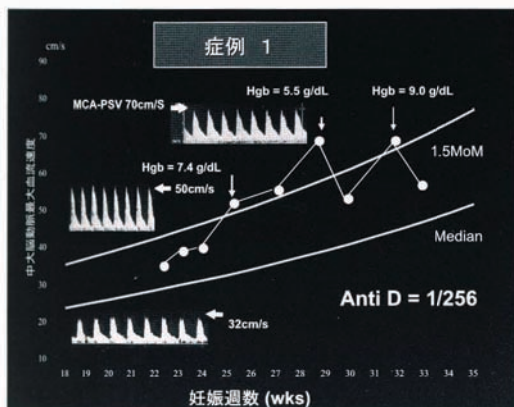 症例 1
cm/s
90
80
70
60
50
40
30
20
10
中大脳動脈最大血流速度
MCA-PSV 70cm/S
Hgb = 5.5 g/dL
Hgb = 9.0 g/dL
Hgb = 7.4 g/dL
1.5MoM
50cm/s
Median
Anti D = 1/256
32cm/s
18 19 20 21 22 23 24 25 26 27 28 29 30 31 32 33 34 35
妊娠週数 (wks)